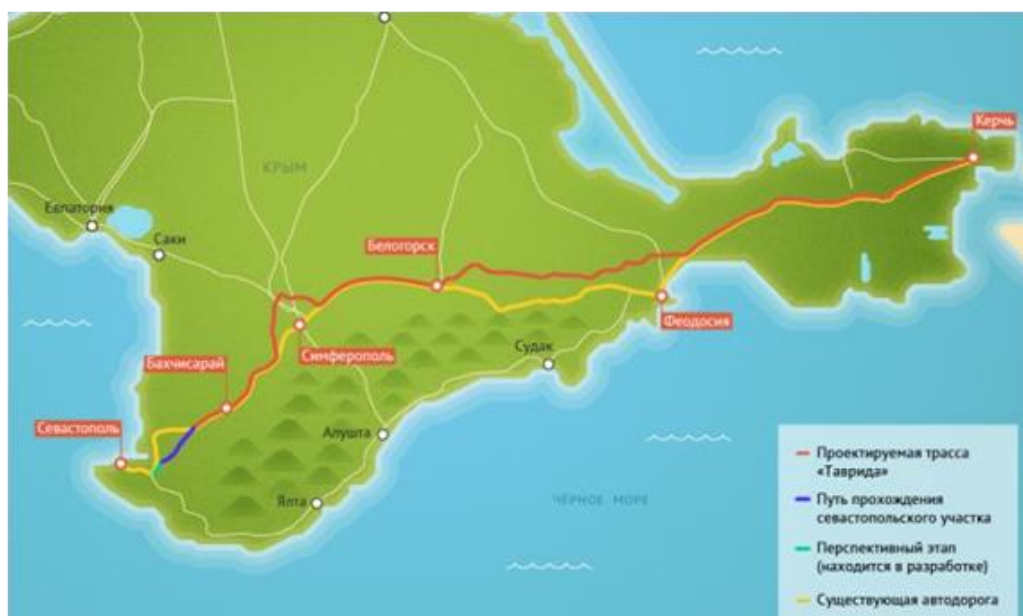 Керчь
КРЫМ
Евпатория
Саки
Белогорск
Феодосия
Симферополь
Судак
Бахчисарай
Севастополь
Алушта
Ялта
ЧЁРНОЕ МОРЕ
Проектируемая трасса
«Таврида»
Путь прохождения
севастопольского участка
Перспективный этап
(находится в разработке)
Существующая автодорога